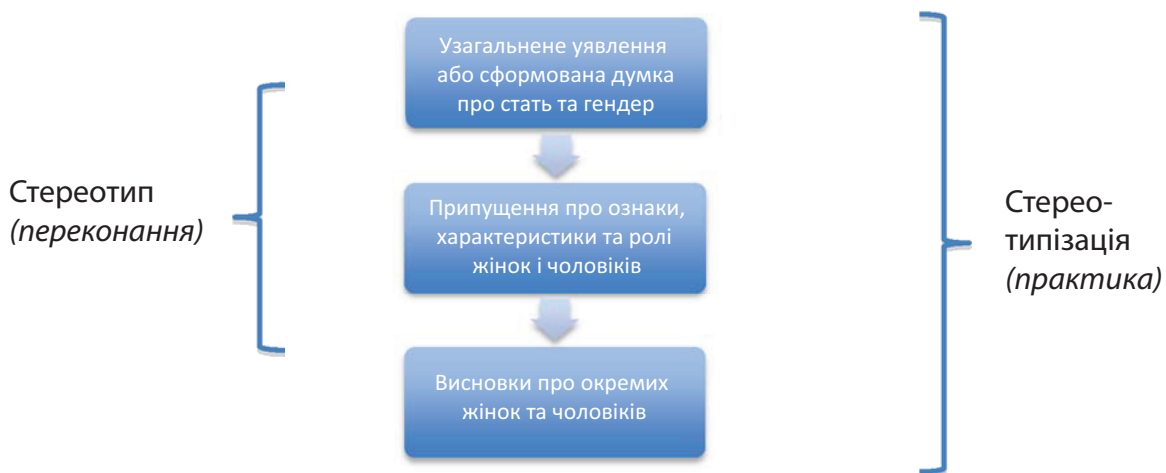 Узагальнене уявлення
або сформована думка
про стать та гендер
Стереотип
(переконання)
Припущення про ознаки,
характеристики та ролі
жінок і чоловіків
Стерео-
типізація
(практика)
Висновки про окремих
жінок та чоловіків